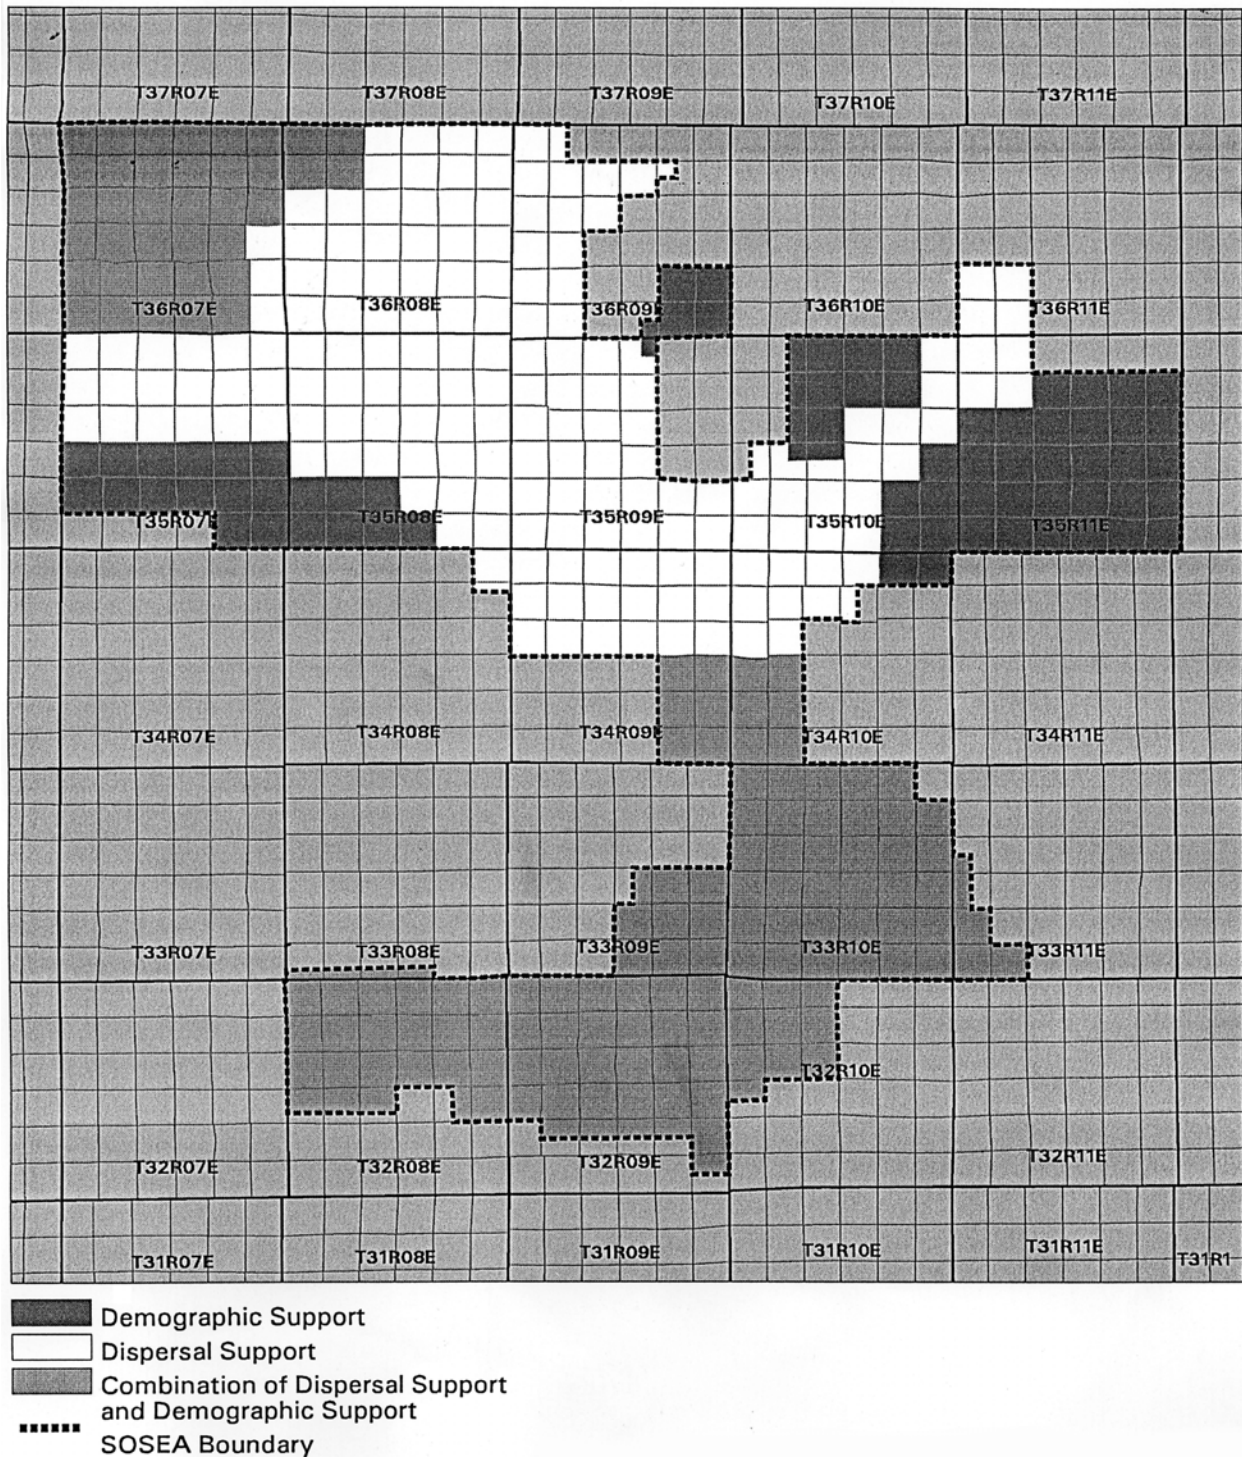 T37R07E T37R08E T37R09E T37R10E T37R11E
T36R07E T36R08E 36R09E T36R10E T36R11E
T35R07E T35R08E T35R09E T35R10E T35R11E
T34R07E T34R08E T34R09E T34R10E T34R11E
T33R07E T33R08E T33R09E T33R10E T33R11E
T32R10E
T32R07E T32R08E T32R09E T32R11E
T31R07E T31R08E T31R09E T31R10E T31R11E T31R1
Demographic Support
Dispersal Support
Combination of Dispersal Support
and Demographic Support
SOSEA Boundary